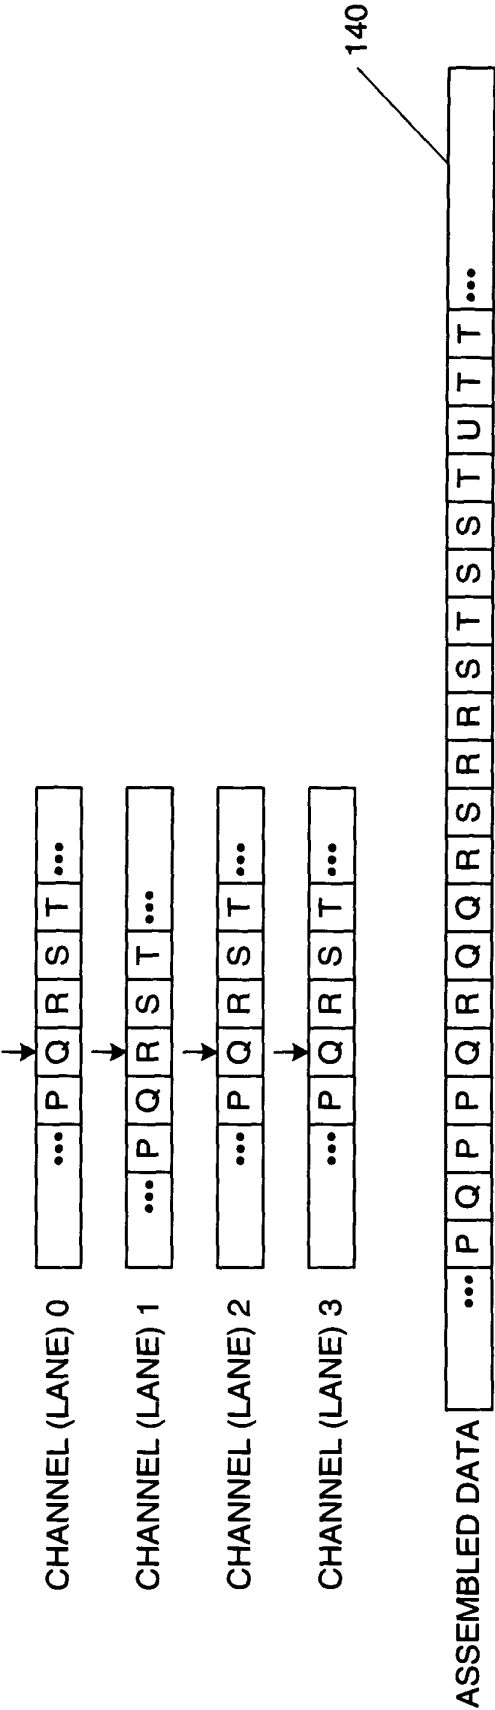 CHANNEL (LANE) 0 ... P Q R S T ...
CHANNEL (LANE) 1 ... P Q R S T ...
CHANNEL (LANE) 2 ... P Q R S T ...
CHANNEL (LANE) 3 ... P Q R S T ...
140
ASSEMBLED DATA ... P Q P P Q R Q Q R S R R S T S S T U T T ...